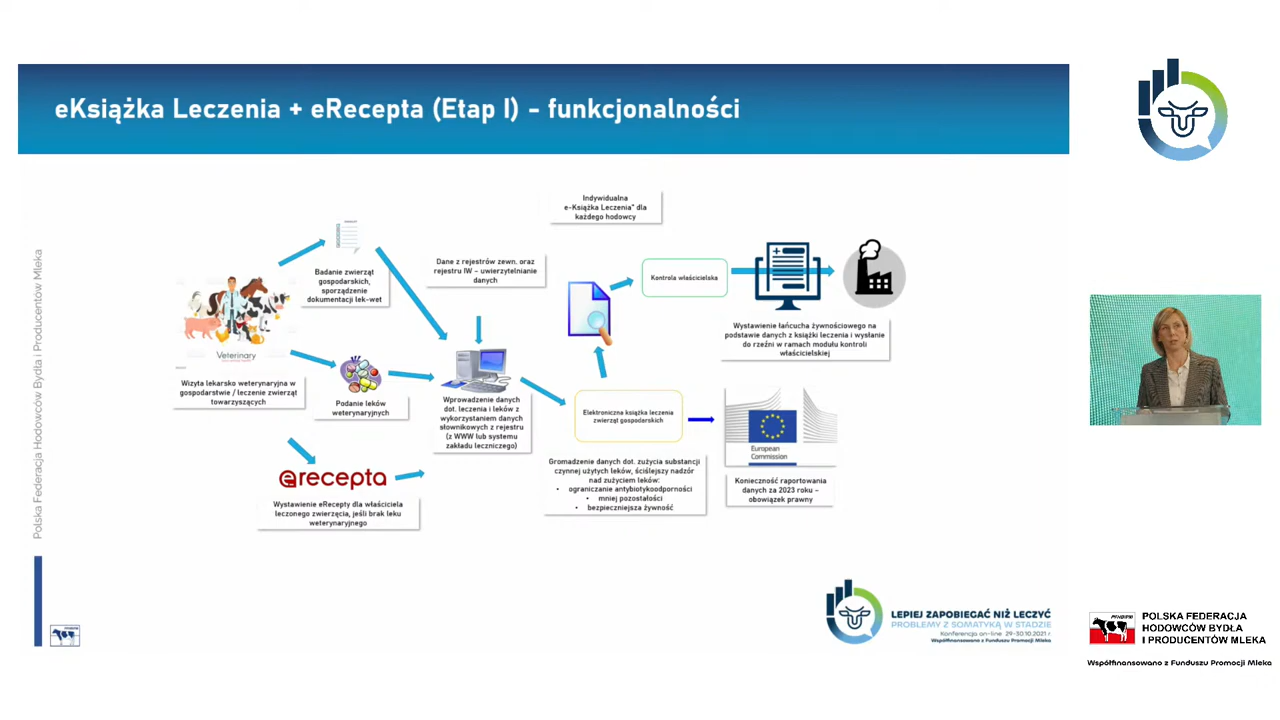 eKsiążka Leczenia + eRecepta (Etap I) - funkcjonalności
Polska Federacja Hodowców Bydła i Producentów Mleka
Indywidualna
e-Książka Leczenia" dla
każdego hodowcy
Badanie zwierząt
gospodarskich,
sporządzenie
dokumentacji lek-wet
Dane z rejestrów zewn. oraz
rejestru IW – uwierzytelnianie
danych
Kontrola właścicielska
Wystawienie łańcucha żywnościowego na
podstawie danych z książki leczenia i wysłanie
do rzeźni w ramach modułu kontroli
właścicielskiej
Veterinary
Wizyta lekarsko weterynaryjna w
gospodarstwie / leczenie zwierząt
towarzyszących
Podanie leków
weterynaryjnych
Wprowadzenie danych
dot. leczenia i leków z
wykorzystaniem danych
słownikowych z rejestru
(z WWW lub systemu
zakładu leczniczego)
Elektroniczna książka leczenia
zwierząt gospodarskich
European
Commission
erecepta
Wystawienie eRecepty dla właściciela
leczonego zwierzęcia, jeśli brak leku
weterynaryjnego
Gromadzenie danych dot. zużycia substancji
czynnej użytych leków, ściślejszy nadzór
nad zużyciem leków:
• ograniczanie antybiotykoodporności
• mniej pozostałości
• bezpieczniejsza żywność
Konieczność raportowania
danych za 2023 roku –
obowiązek prawny
LEPIEJ ZAPOBIEGAĆ NIŻ LECZYĆ
PROBLEMY Z SOMATYKĄ W STADZIE
Konferencja on-line 29-30.10.2021 r.
Współfinansowano z Funduszu Promocji Mleka
POLSKA FEDERACJA
HODOWCÓW BYDŁA
I PRODUCENTÓW MLEKA
Współfinansowano z Funduszu Promocji Mleka